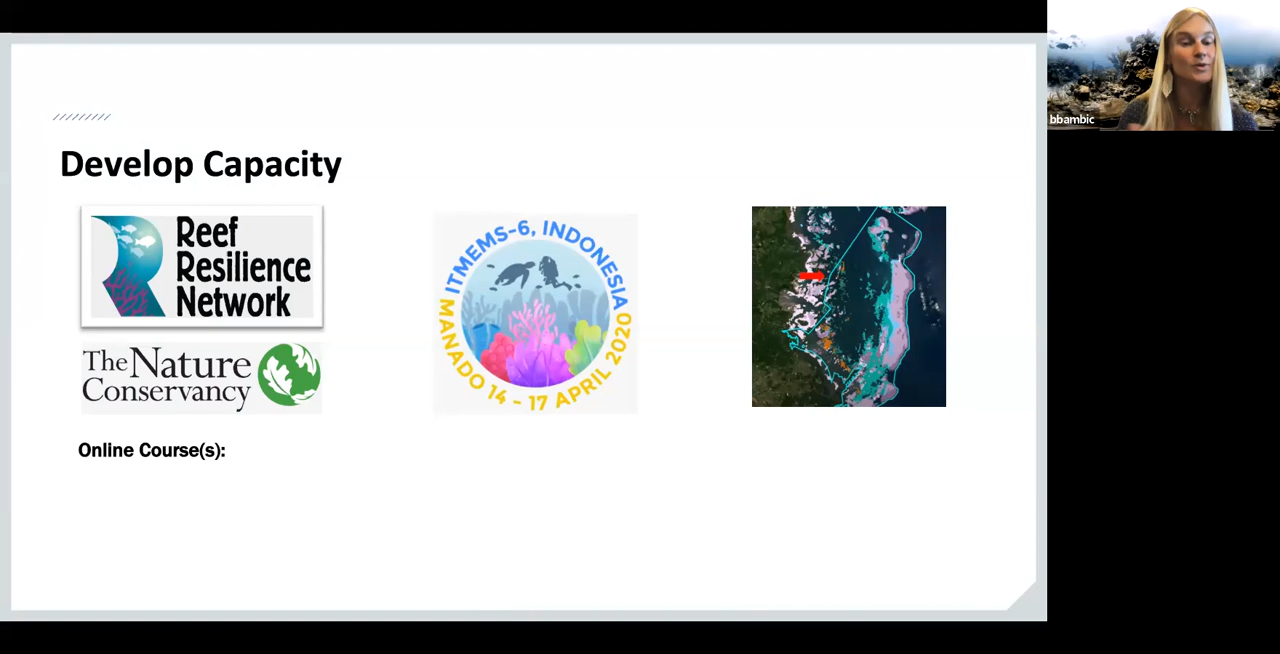 Develop Capacity
Reef
Resilience
Network
The Nature
Conservancy
ITMEMS-6, INDONESIA
MANADO 14 - 17 APRIL 2020
Online Course(s):
bbambic